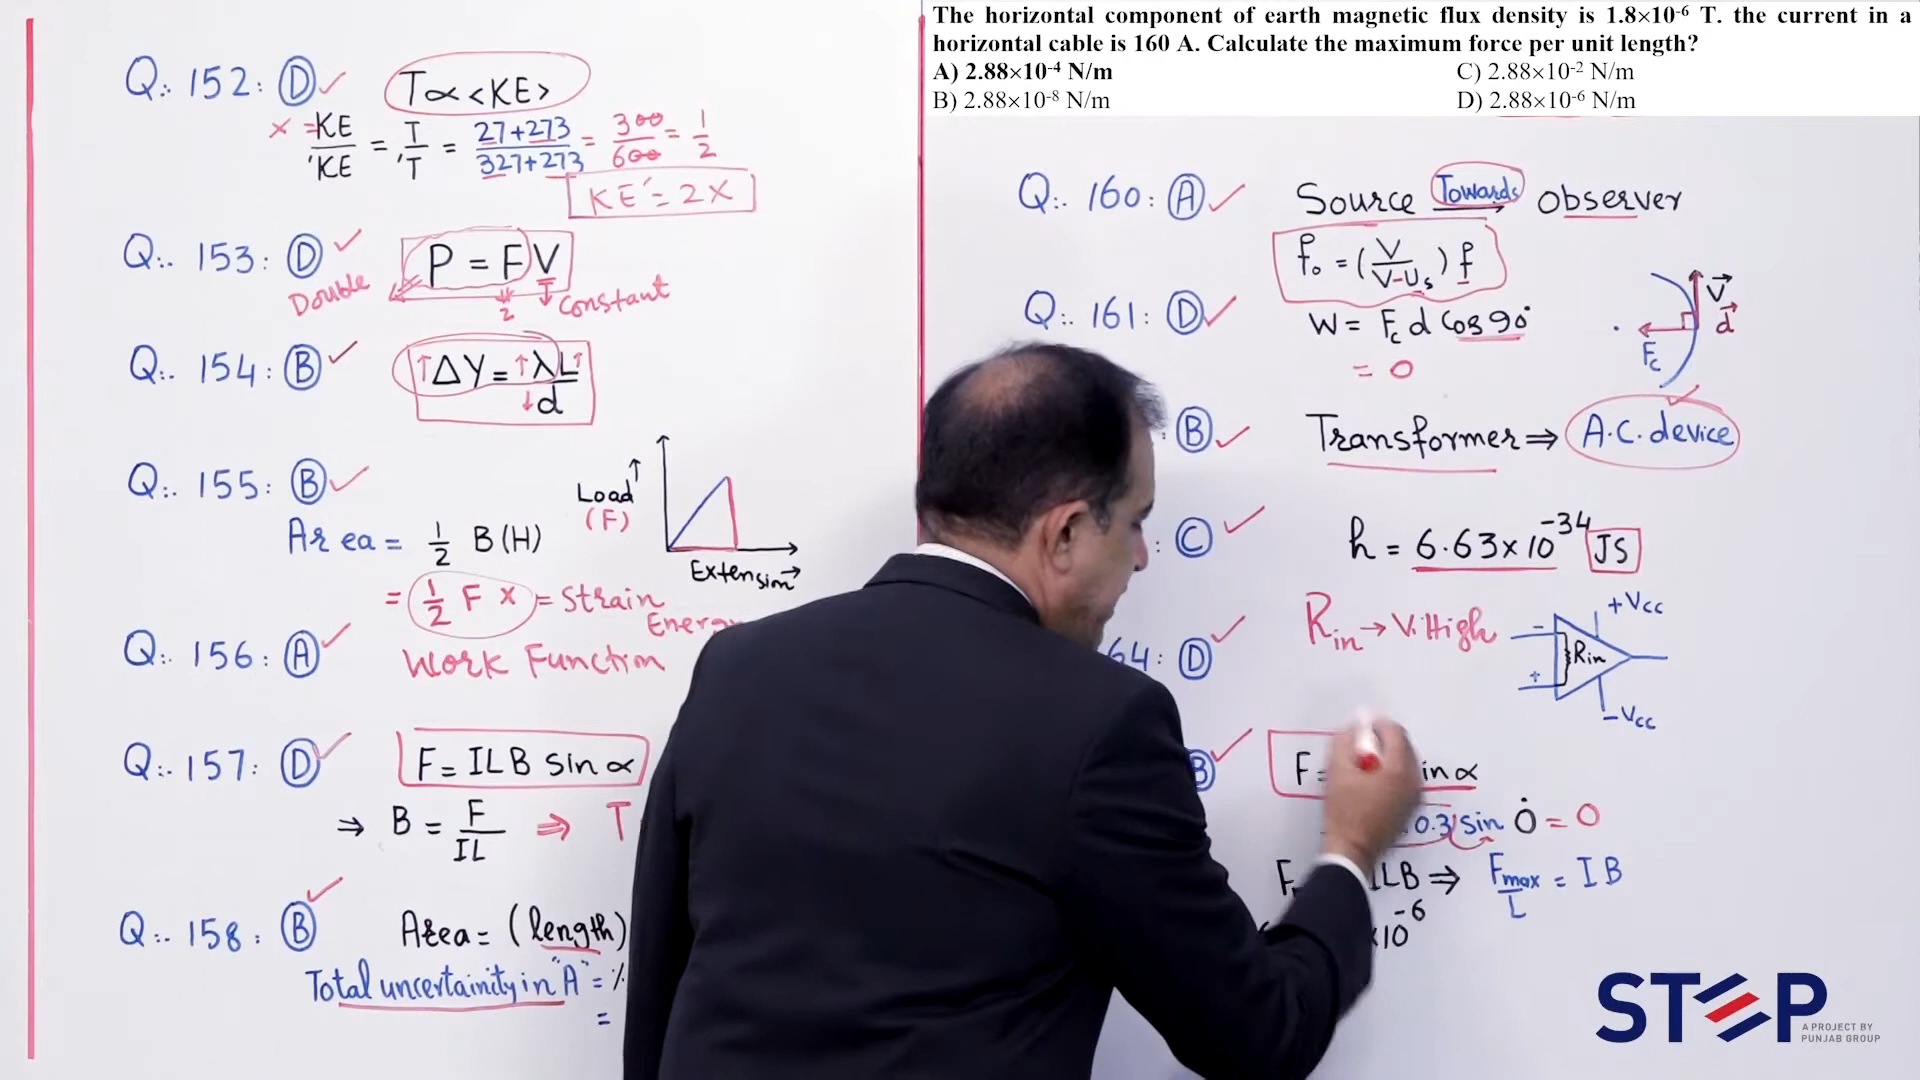 The horizontal component of earth magnetic flux density is 1.8×10⁻⁶ T. the current in a
horizontal cable is 160 A. Calculate the maximum force per unit length?
A) 2.88×10⁻⁴ N/m
C) 2.88×10⁻² N/m
B) 2.88×10⁻⁸ N/m
D) 2.88×10⁻⁶ N/m
Q:. 152: D ✓ T∝<KE>
x = KE/'KE = T/'T = 27+273/327+273 = 300/600 = 1/2
KE' = 2X
Q:. 153: D ✓ P = F V
Double 2 Constant
Q:. 154: B ✓ ↑ΔY = ↑λL↑/↓d
Q:. 155: B ✓
Load ↑
(F)
Extension→
Area = 1/2 B(H)
= 1/2 F x = Strain
Energy
Q:. 156: A ✓ Work Function
Q:. 157: D ✓ F = ILB sin α
⇒ B = F/IL ⇒ T
Q:. 158: B ✓ Area = (length)
Total uncertainity in "A" =
=
Q:. 160: A ✓ Source Towards → Observer
f₀ = (V/V-Us) f
Q:. 161: D ✓ W = Fc d Cos 90°
= 0
V
d
Fc
: B ✓ Transformer ⇒ A.C. device
: C ✓ h = 6.63×10⁻³⁴ JS
64: D ✓ Rin → V.High
+Vcc
-
Rin
+
-Vcc
B ✓ F = in α
0.3 sin 0° = 0
F ILB ⇒ Fmax/L = I B
×10⁻⁶
STEP
A PROJECT BY
PUNJAB GROUP